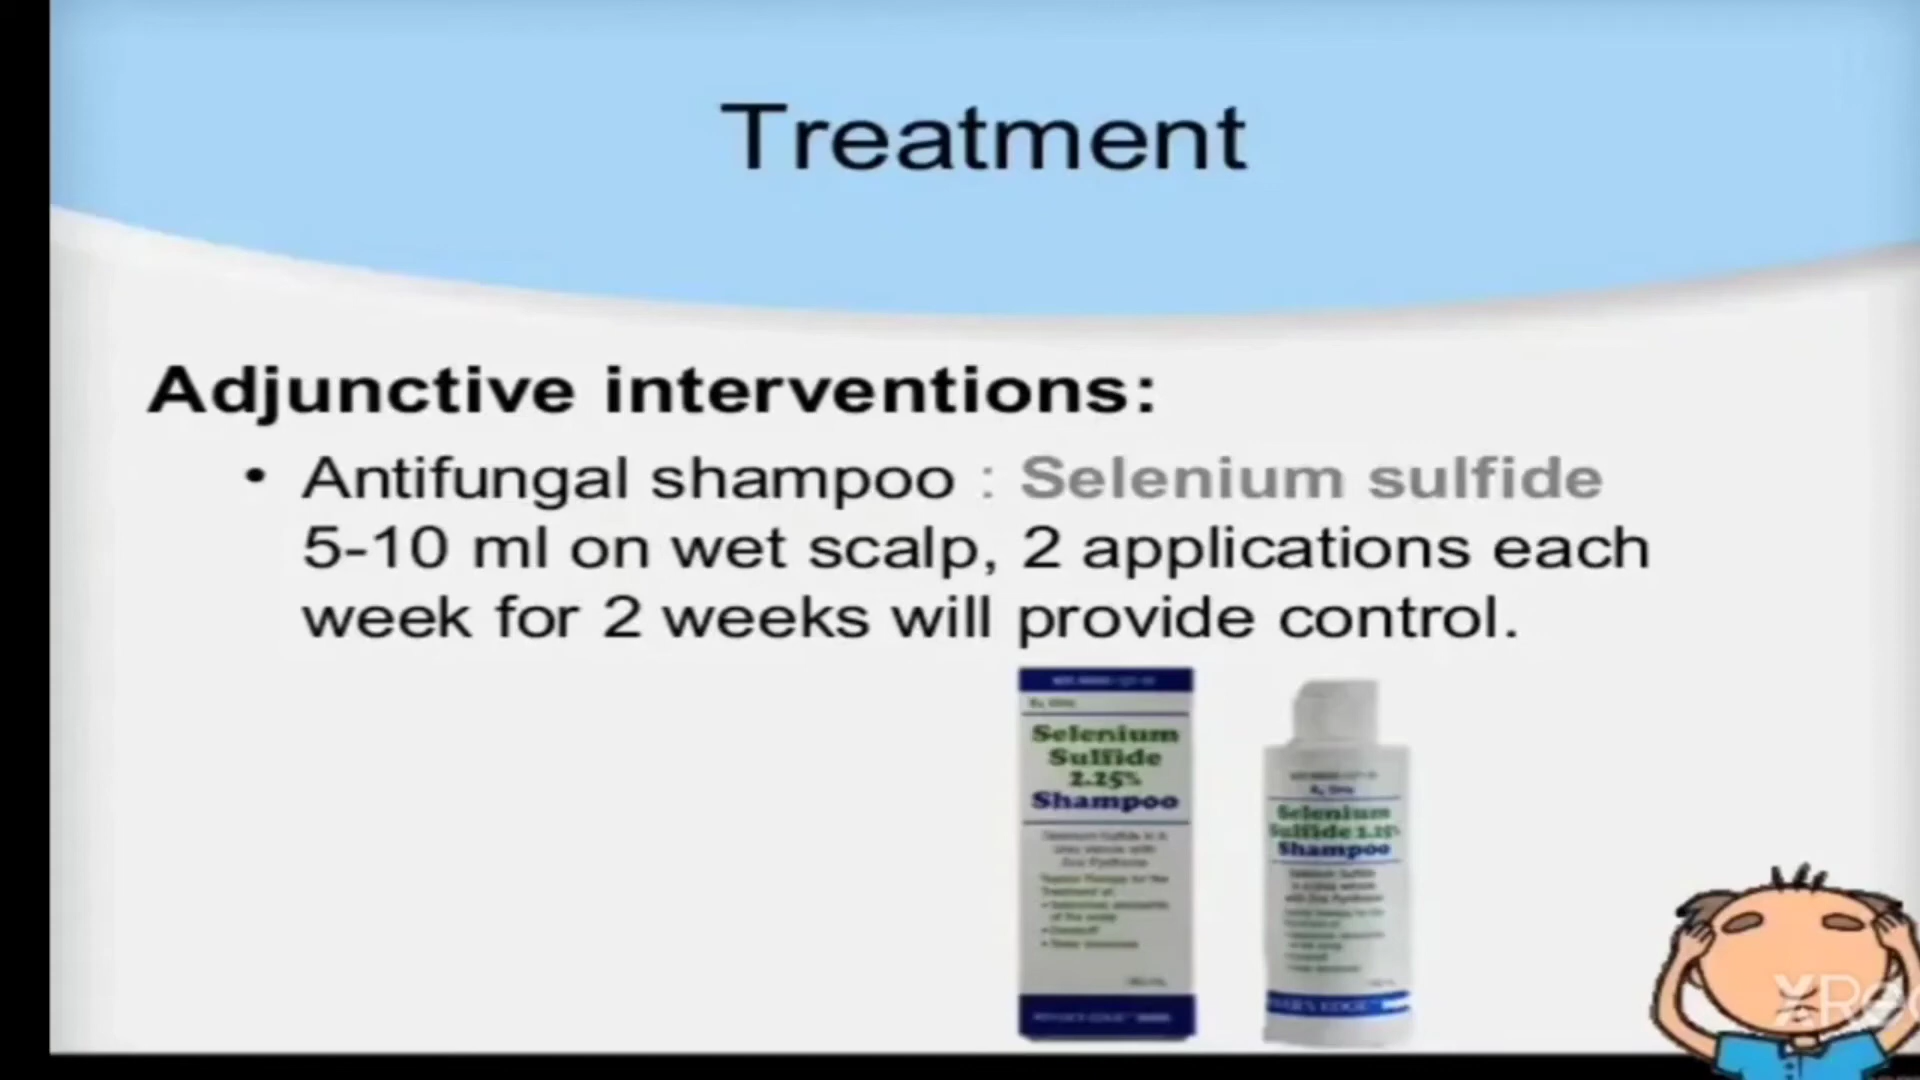 Treatment
Adjunctive interventions:
• Antifungal shampoo : Selenium sulfide
5-10 ml on wet scalp, 2 applications each
week for 2 weeks will provide control.
Selenium
Sulfide
2.25%
Shampoo
Selenium
Sulfide 2.25%
Shampoo
XRec